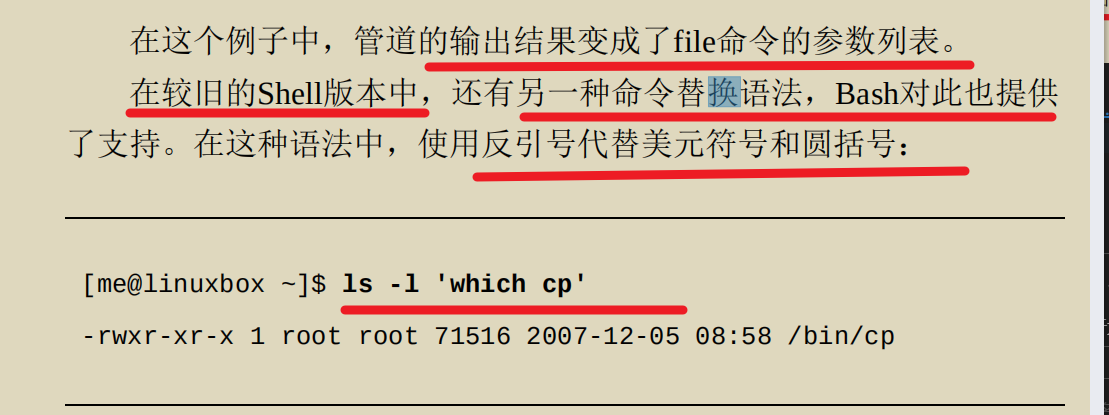 在这个例子中，管道的输出结果变成了file命令的参数列表。
在较旧的Shell版本中，还有另一种命令替换语法，Bash对此也提供
了支持。在这种语法中，使用反引号代替美元符号和圆括号：
[me@linuxbox ~]$ ls -l 'which cp'
-rwxr-xr-x 1 root root 71516 2007-12-05 08:58 /bin/cp